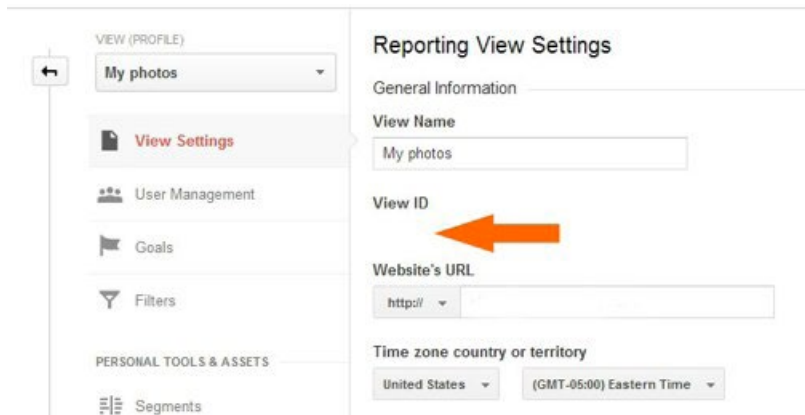 VIEW (PROFILE)
My photos
View Settings
User Management
Goals
Filters
PERSONAL TOOLS & ASSETS
Segments
Reporting View Settings
General Information
View Name
My photos
View ID
Website's URL
http://
Time zone country or territory
United States
(GMT-05:00) Eastern Time